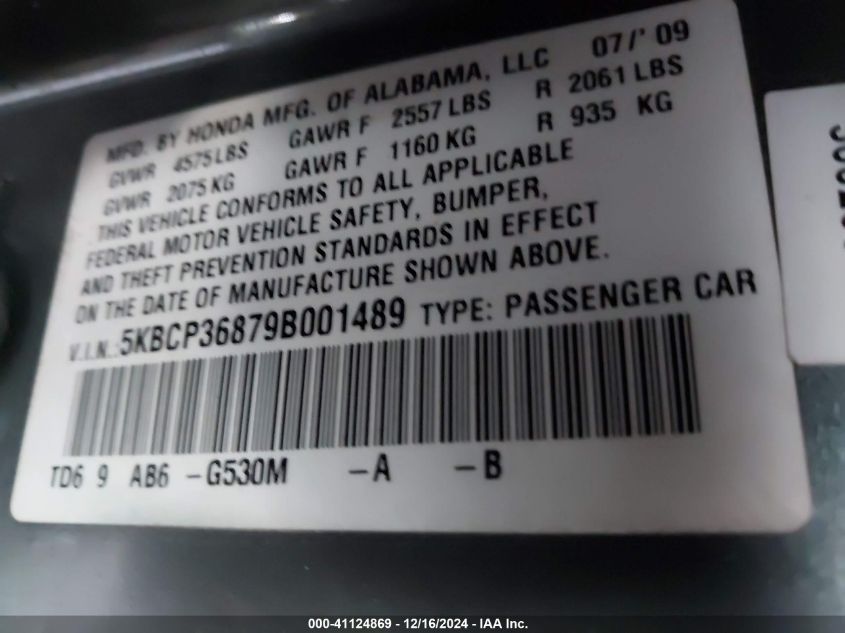 MFD. BY HONDA MFG. OF ALABAMA, LLC 07/' 09
GVWR 4575LBS GAWR F 2557 LBS R 2061 LBS
GVWR 2075 KG GAWR F 1160 KG R 935 KG
THIS VEHICLE CONFORMS TO ALL APPLICABLE
FEDERAL MOTOR VEHICLE SAFETY, BUMPER,
AND THEFT PREVENTION STANDARDS IN EFFECT
ON THE DATE OF MANUFACTURE SHOWN ABOVE.
V.I.N.:5KBCP36879B001489 TYPE: PASSENGER CAR
TD6 9 AB6 -G530M -A -B
000-41124869 - 12/16/2024 - IAA Inc.